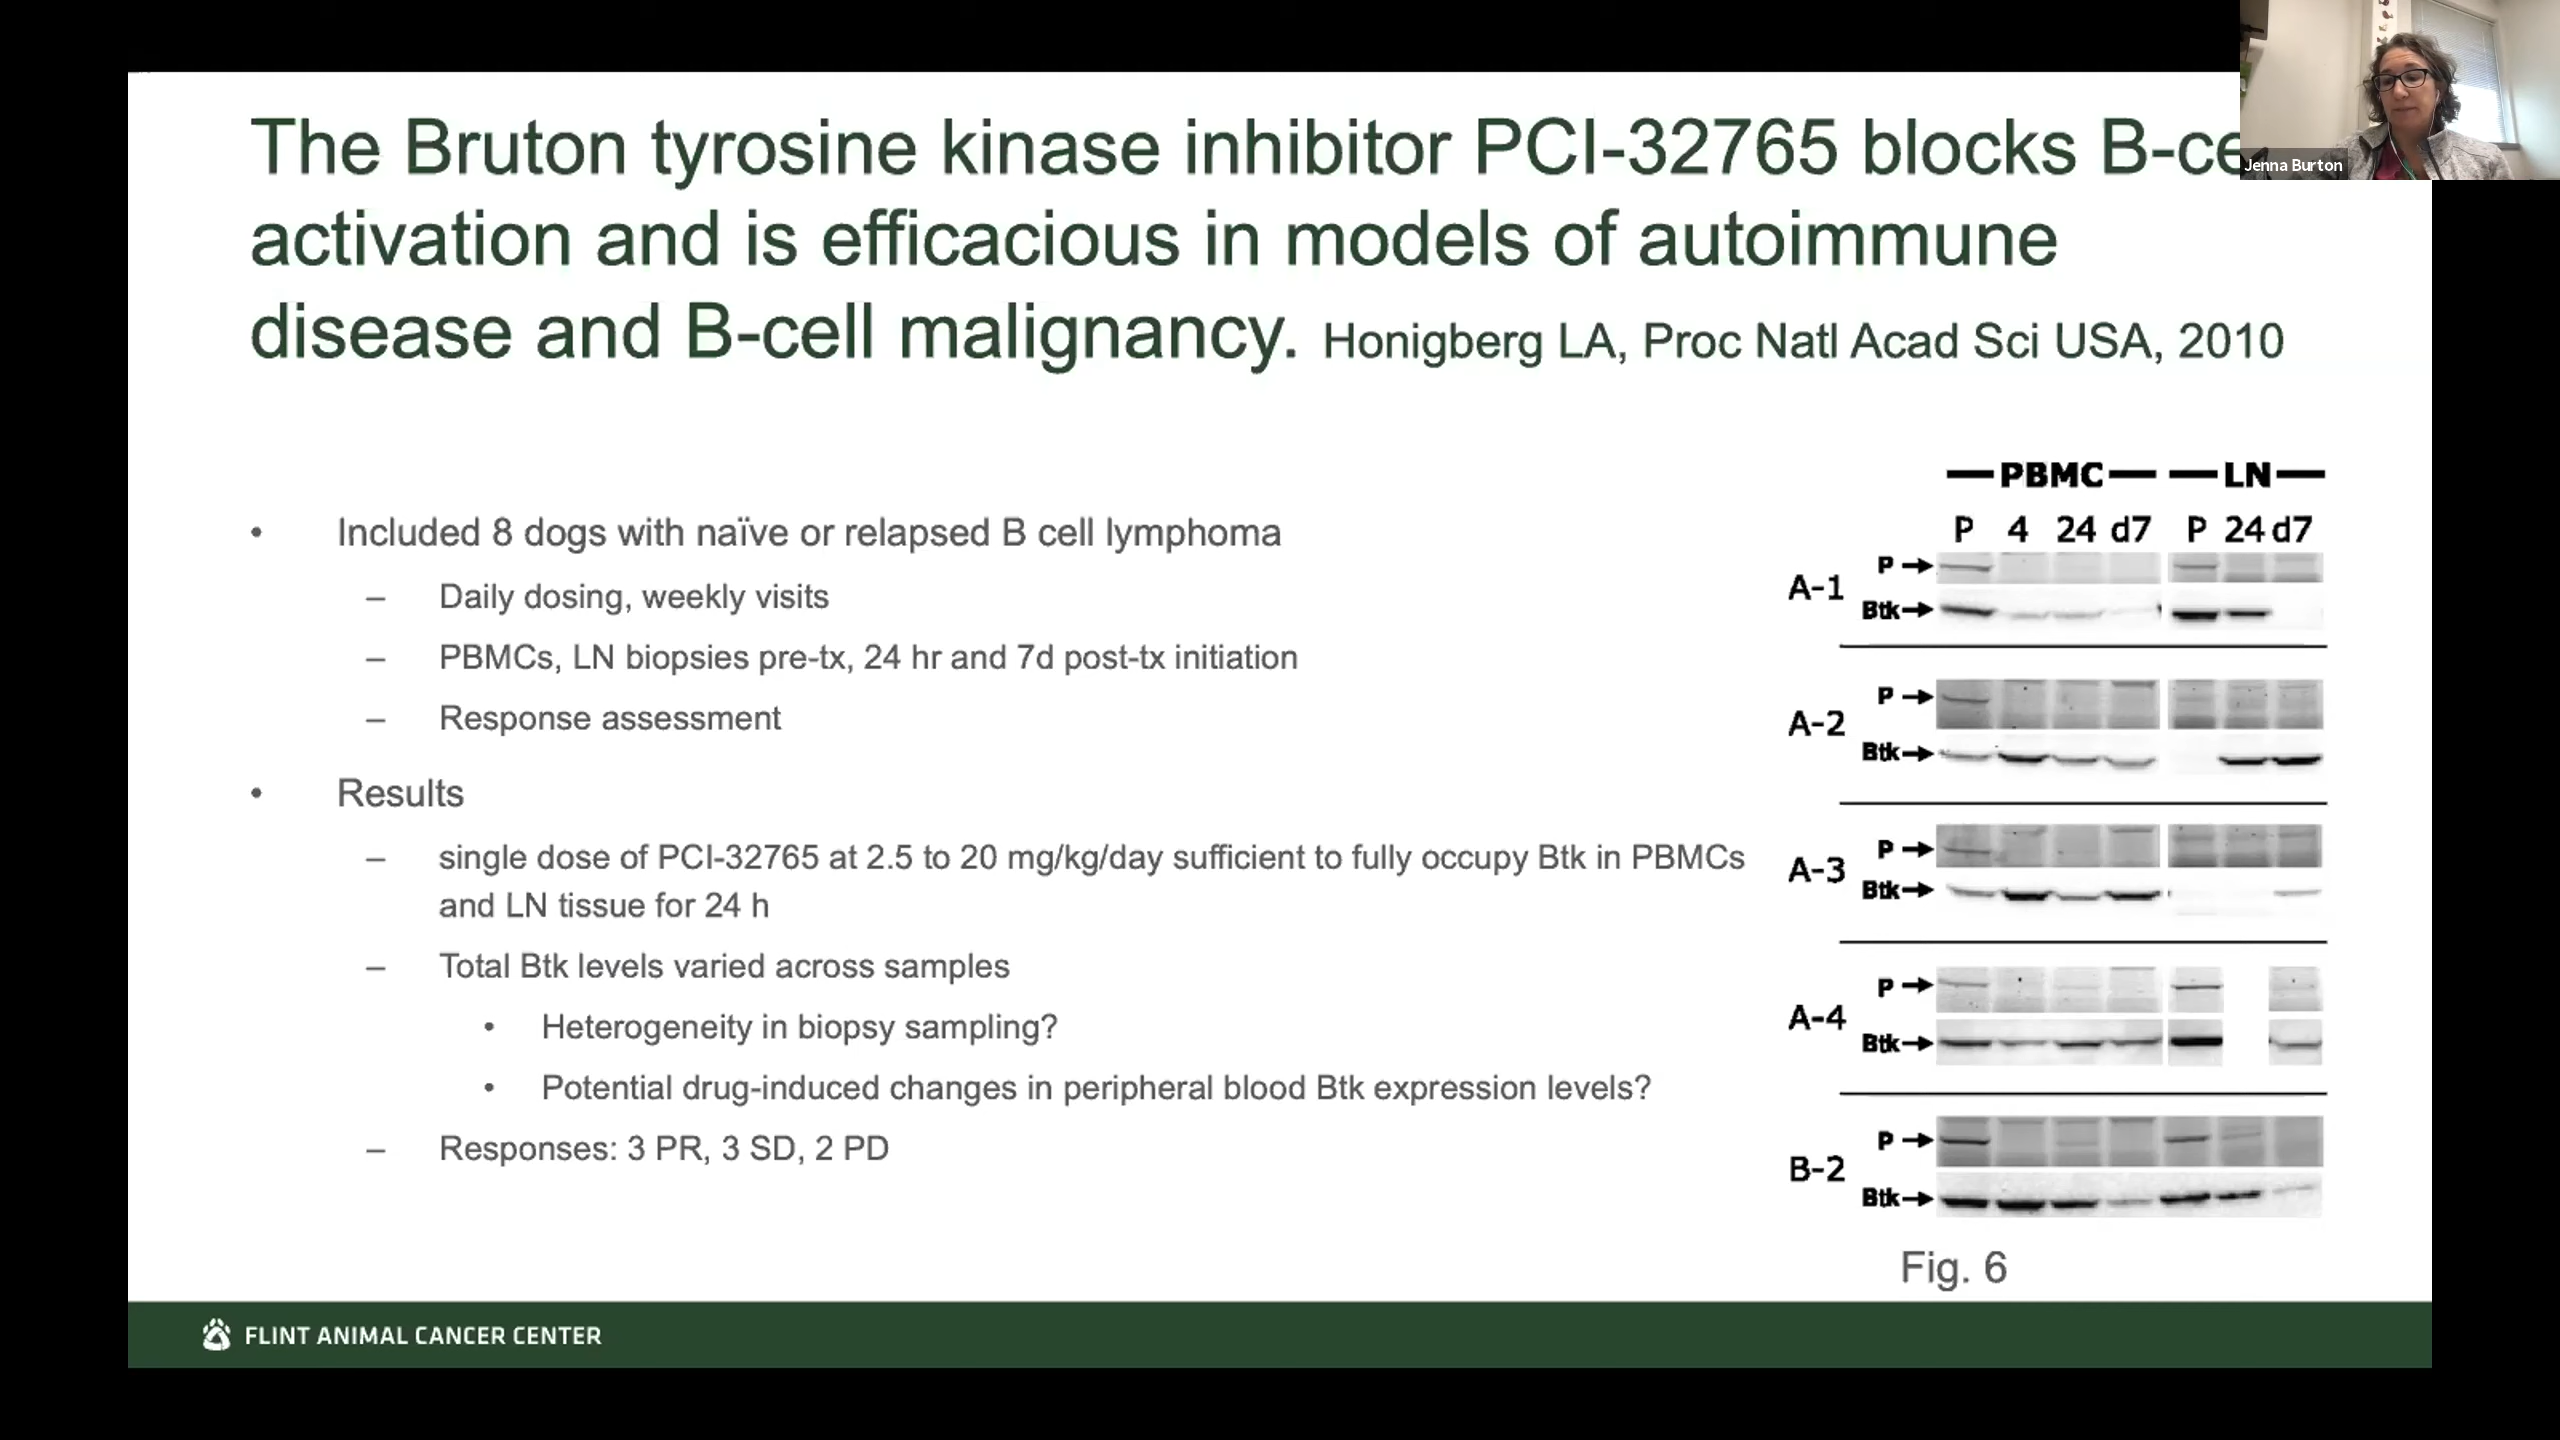 The Bruton tyrosine kinase inhibitor PCI-32765 blocks B-ce
activation and is efficacious in models of autoimmune
disease and B-cell malignancy. Honigberg LA, Proc Natl Acad Sci USA, 2010
Jenna Burton
• Included 8 dogs with naïve or relapsed B cell lymphoma
– Daily dosing, weekly visits
– PBMCs, LN biopsies pre-tx, 24 hr and 7d post-tx initiation
– Response assessment
• Results
– single dose of PCI-32765 at 2.5 to 20 mg/kg/day sufficient to fully occupy Btk in PBMCs
and LN tissue for 24 h
– Total Btk levels varied across samples
• Heterogeneity in biopsy sampling?
• Potential drug-induced changes in peripheral blood Btk expression levels?
– Responses: 3 PR, 3 SD, 2 PD
PBMC LN
P 4 24 d7 P 24 d7
P
A-1
Btk
P
A-2
Btk
P
A-3
Btk
P
A-4
Btk
P
B-2
Btk
Fig. 6
FLINT ANIMAL CANCER CENTER